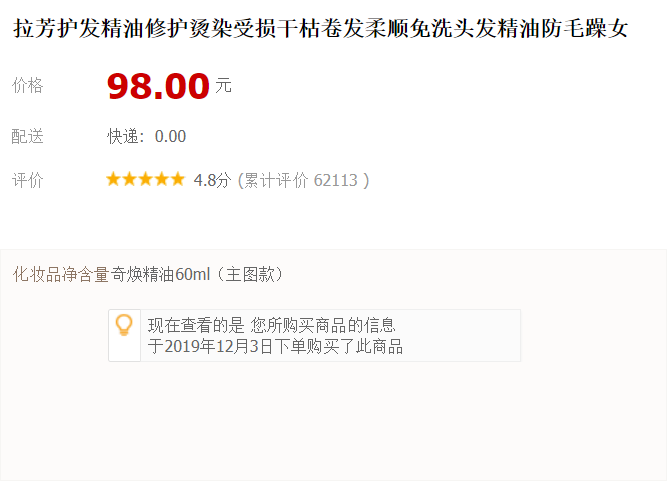 拉芳护发精油修护烫染受损干枯卷发柔顺免洗头发精油防毛躁女
价格 98.00 元
配送 快递：0.00
评价 4.8分 (累计评价 62113 )
化妆品净含量奇焕精油60ml（主图款）
现在查看的是 您所购买商品的信息
于2019年12月3日下单购买了此商品